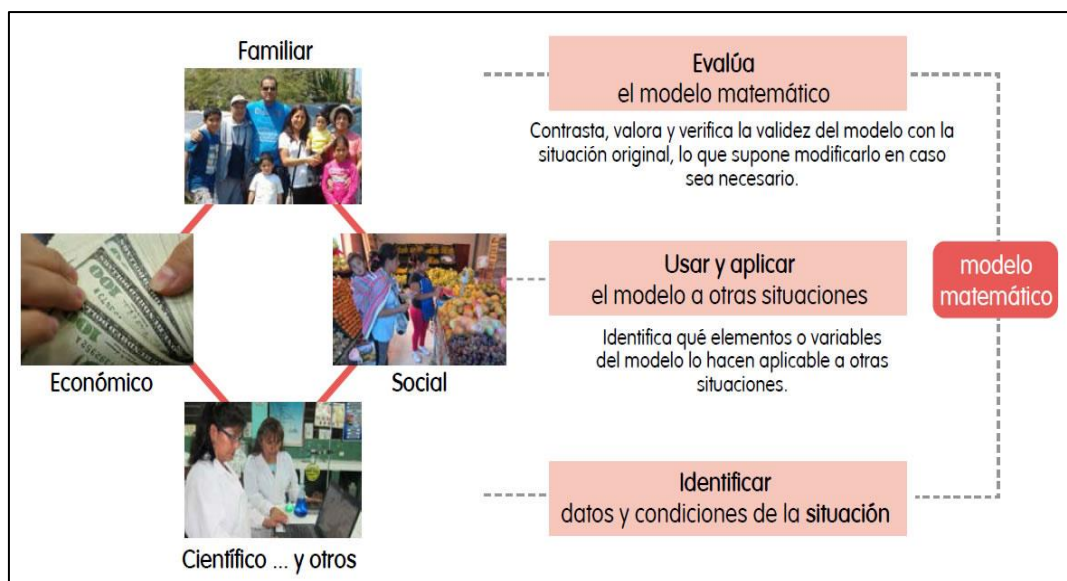 Familiar
Económico
Social
Científico ... y otros
Evalúa
el modelo matemático
Contrasta, valora y verifica la validez del modelo con la
situación original, lo que supone modificarlo en caso
sea necesario.
Usar y aplicar
el modelo a otras situaciones
Identifica qué elementos o variables
del modelo lo hacen aplicable a otras
situaciones.
Identificar
datos y condiciones de la situación
modelo
matemático